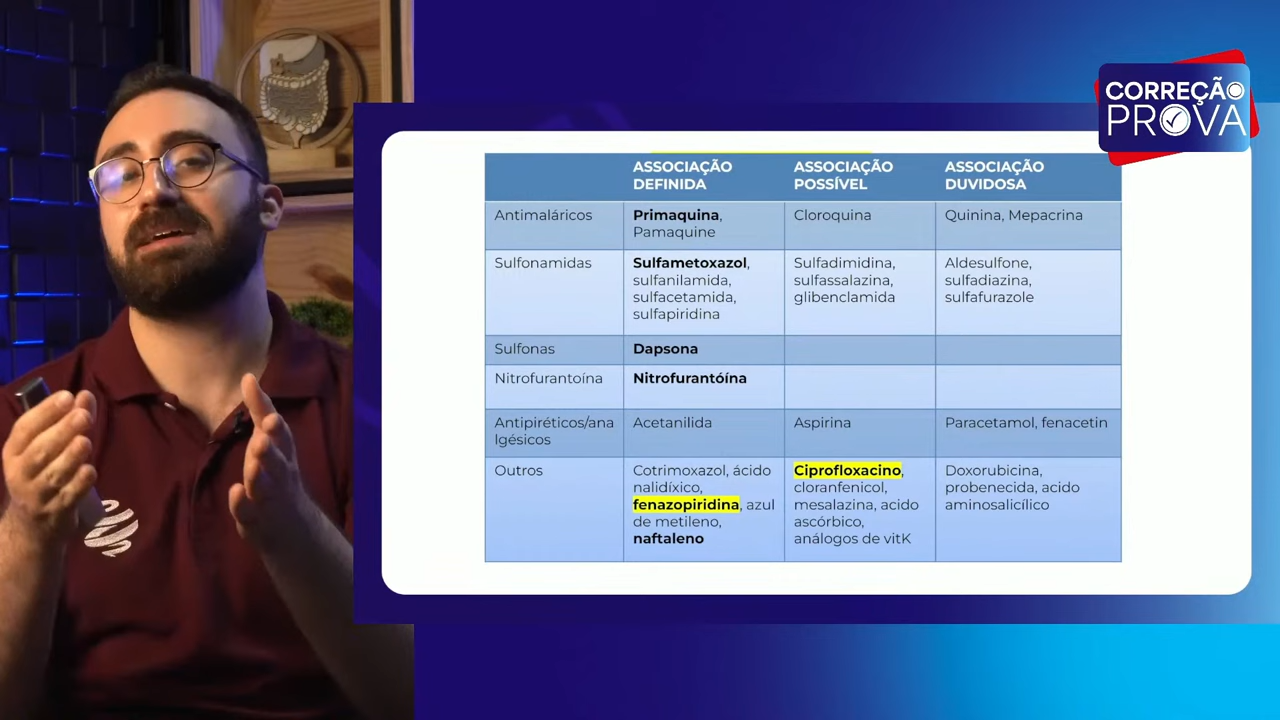 CORREÇÃO
PROVA
ASSOCIAÇÃO
DEFINIDA
ASSOCIAÇÃO
POSSÍVEL
ASSOCIAÇÃO
DUVIDOSA
Antimaláricos
Primaquina,
Pamaquine
Cloroquina
Quinina, Mepacrina
Sulfonamidas
Sulfametoxazol,
sulfanilamida,
sulfacetamida,
sulfapiridina
Sulfadimidina,
sulfassalazina,
glibenclamida
Aldesulfone,
sulfadiazina,
sulfafurazole
Sulfonas
Dapsona
Nitrofurantoína
Nitrofurantóína
Antipiréticos/ana
lgésicos
Acetanilida
Aspirina
Paracetamol, fenacetin
Outros
Cotrimoxazol, ácido
nalidíxico,
fenazopiridina, azul
de metileno,
naftaleno
Ciprofloxacino,
cloranfenicol,
mesalazina, acido
ascórbico,
análogos de vitK
Doxorubicina,
probenecida, acido
aminosalicílico